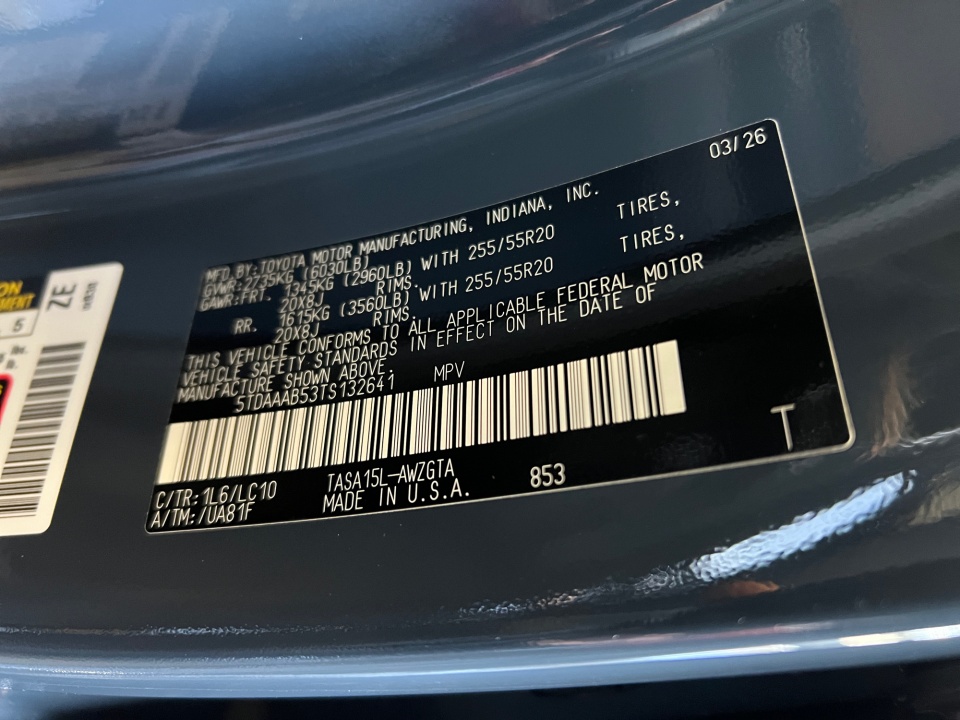 03/26
MFD. BY: TOYOTA MOTOR MANUFACTURING, INDIANA, INC.
GVWR: 2735KG (6030LB)
GAWR: FRT. 1345KG (2960LB) WITH 255/55R20 TIRES,
20X8J RIMS.
RR. 1615KG (3560LB) WITH 255/55R20 TIRES,
20X8J RIMS.
THIS VEHICLE CONFORMS TO ALL APPLICABLE FEDERAL MOTOR
VEHICLE SAFETY STANDARDS IN EFFECT ON THE DATE OF
MANUFACTURE SHOWN ABOVE.
5TDAAAB53TS132641 MPV
T
C/TR: 1L6/LC10 TASA15L-AWZGTA 853
A/TM: /UA81F MADE IN U.S.A.
ZE
5